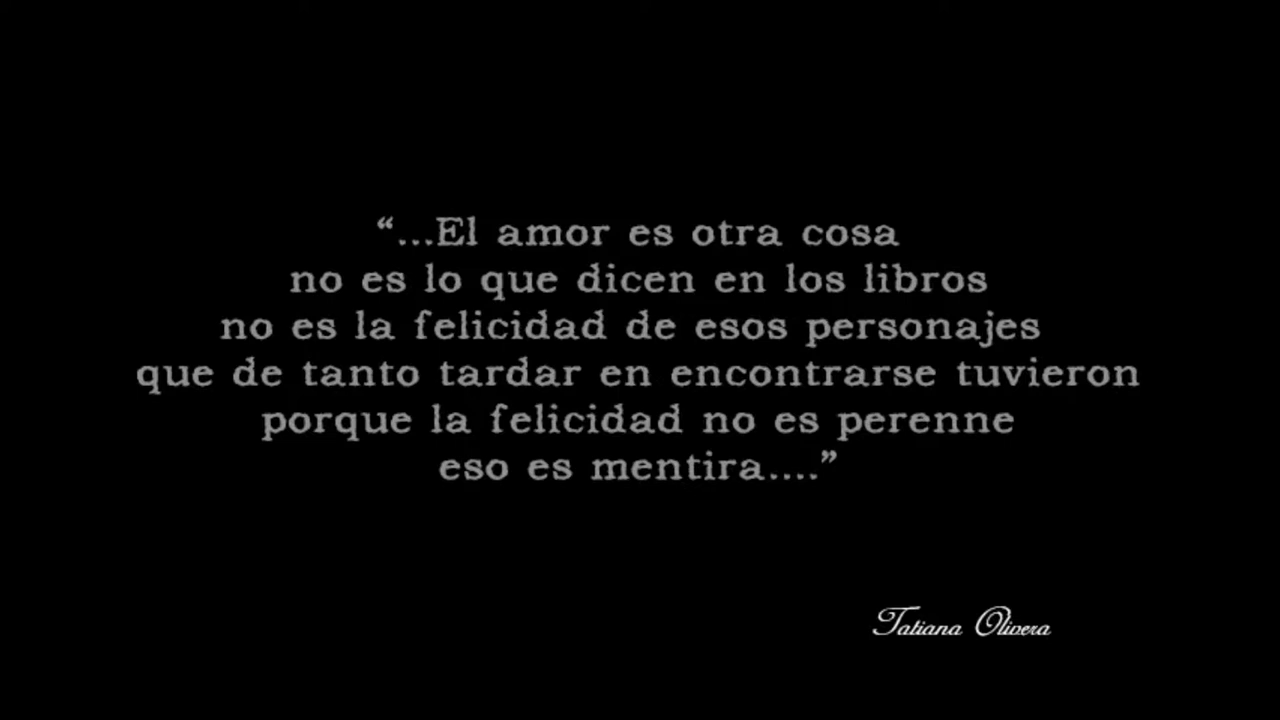 “...El amor es otra cosa
no es lo que dicen en los libros
no es la felicidad de esos personajes
que de tanto tardar en encontrarse tuvieron
porque la felicidad no es perenne
eso es mentira....”
Tatiana Olivera